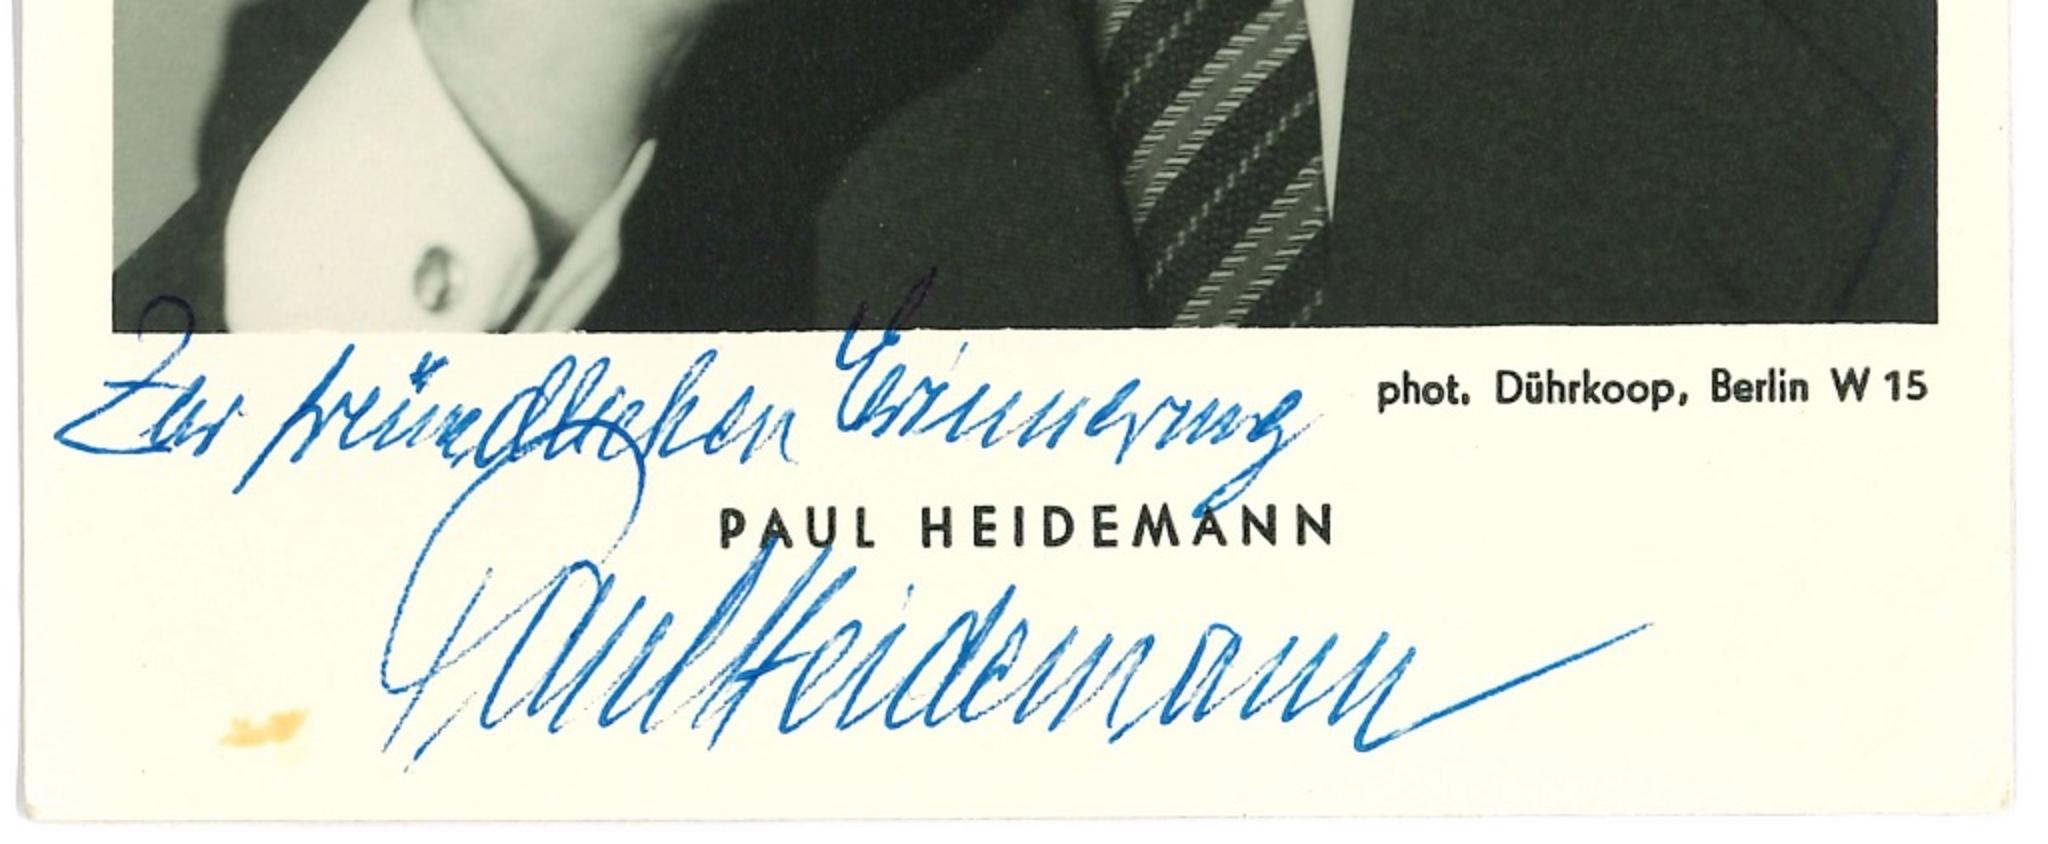 Zur freundlichen Erinnerung
phot. Dührkoop, Berlin W 15
PAUL HEIDEMANN
Paul Heidemann